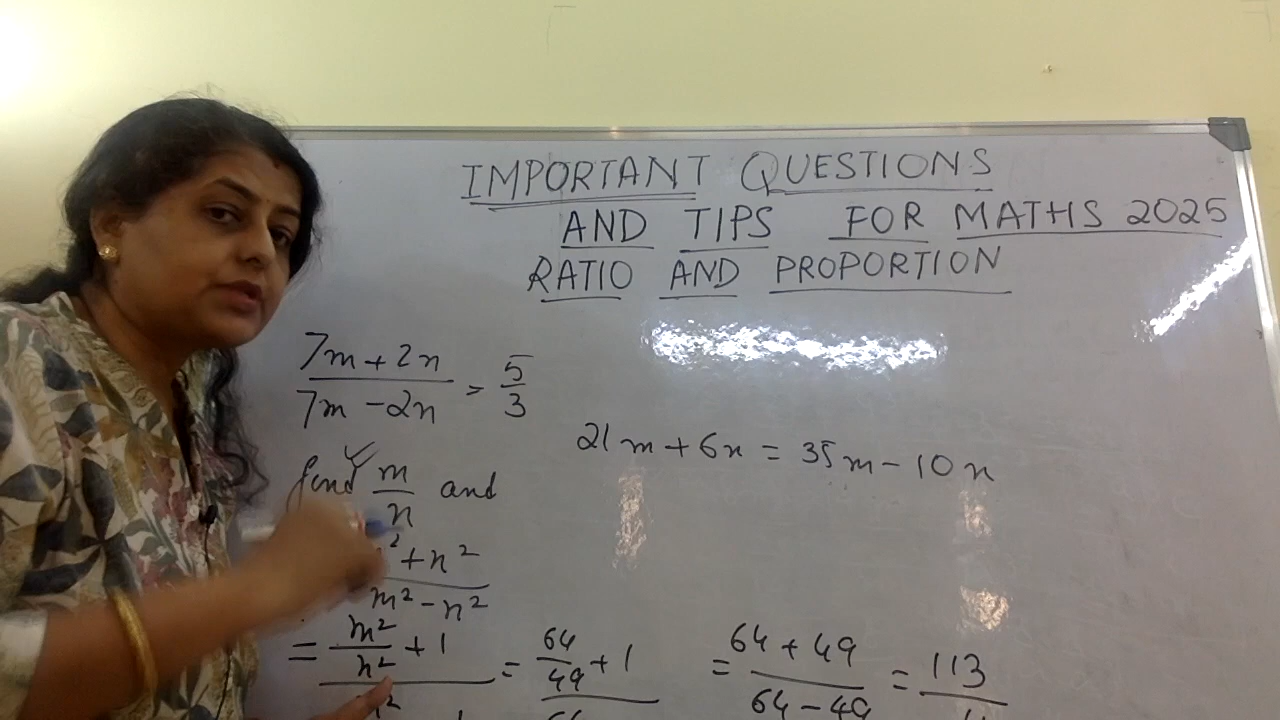 IMPORTANT QUESTIONS
AND TIPS FOR MATHS 2025
RATIO AND PROPORTION
7m + 2n
7m - 2n
= 5/3
21m + 6n = 35m - 10n
find m/n and
² + n²
m² - n²
= m²/n² + 1
= 64/49 + 1
= 64 + 49
64 - 49
= 113